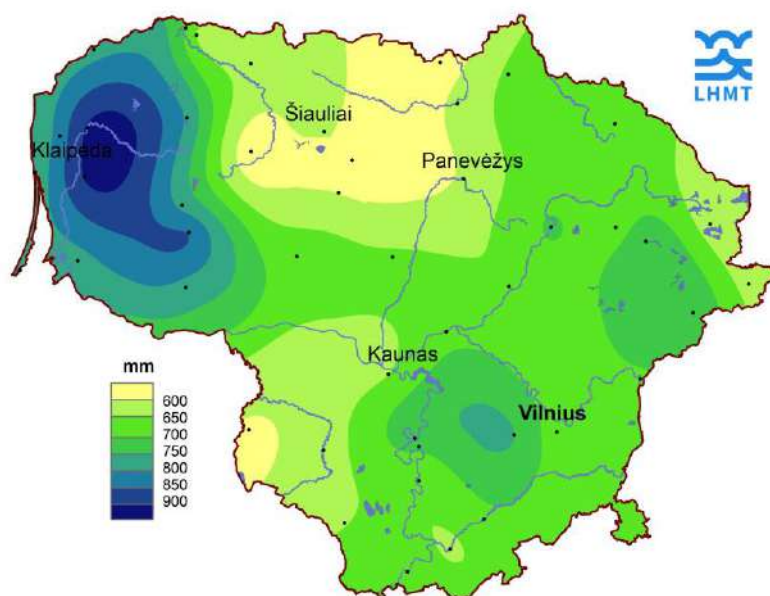 LHMT
Šiauliai
Klaipėda
Panevėžys
Kaunas
Vilnius
mm
600
650
700
750
800
850
900